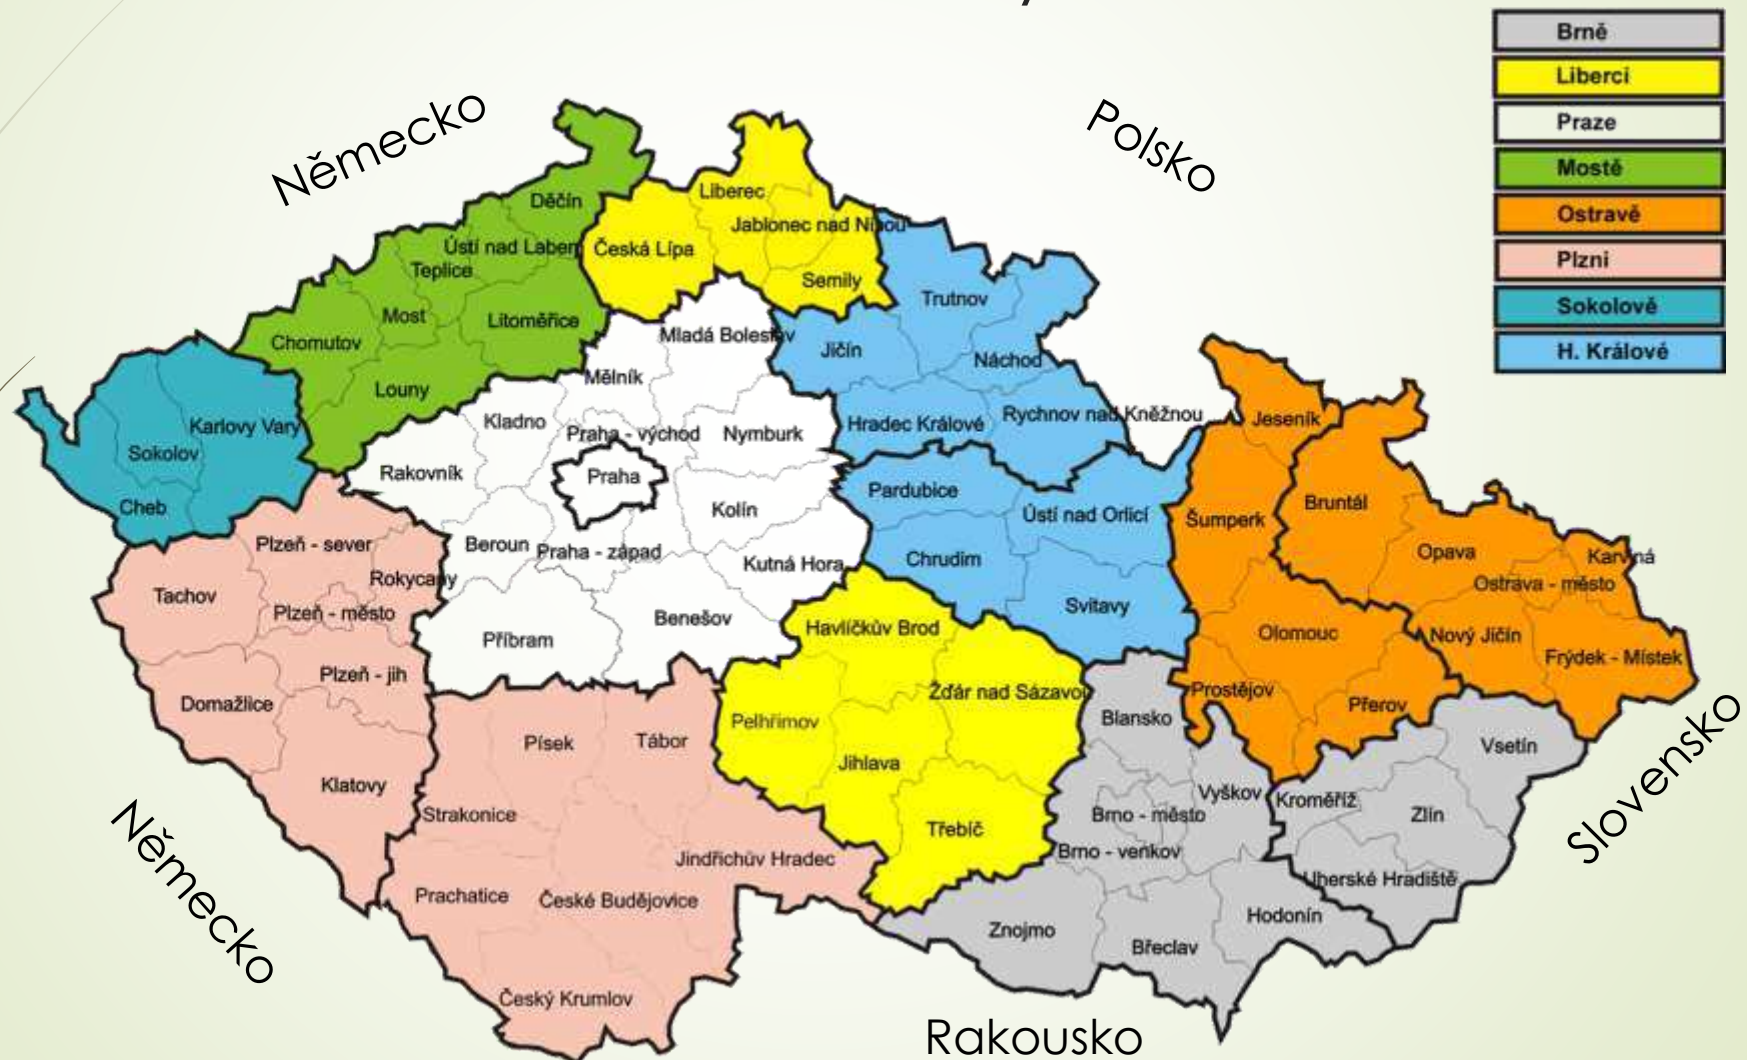 Brně
Liberci
Praze
Mostě
Ostravě
Plzni
Sokolově
H. Králové
Německo
Polsko
Děčín
Liberec
Jablonec nad Nisou
Ústí nad Labem
Česká Lípa
Teplice
Semily
Trutnov
Most
Litoměřice
Chomutov
Mladá Boleslav
Jičín
Náchod
Mělník
Louny
Karlovy Vary
Kladno
Praha - východ
Nymburk
Hradec Králové
Rychnov nad Kněžnou
Jeseník
Sokolov
Rakovník
Praha
Pardubice
Bruntál
Cheb
Kolín
Ústí nad Orlicí
Šumperk
Plzeň - sever
Beroun
Praha - západ
Kutná Hora
Chrudim
Opava
Karviná
Rokycany
Ostrava - město
Tachov
Plzeň - město
Benešov
Svitavy
Příbram
Havlíčkův Brod
Olomouc
Nový Jičín
Frýdek - Místek
Plzeň - jih
Žďár nad Sázavou
Prostějov
Přerov
Domažlice
Pelhřimov
Blansko
Písek
Tábor
Vsetín
Jihlava
Klatovy
Vyškov
Kroměříž
Strakonice
Třebíč
Brno - město
Zlín
Slovensko
Brno - venkov
Jindřichův Hradec
Uherské Hradiště
Německo
Prachatice
České Budějovice
Hodonín
Znojmo
Břeclav
Český Krumlov
Rakousko